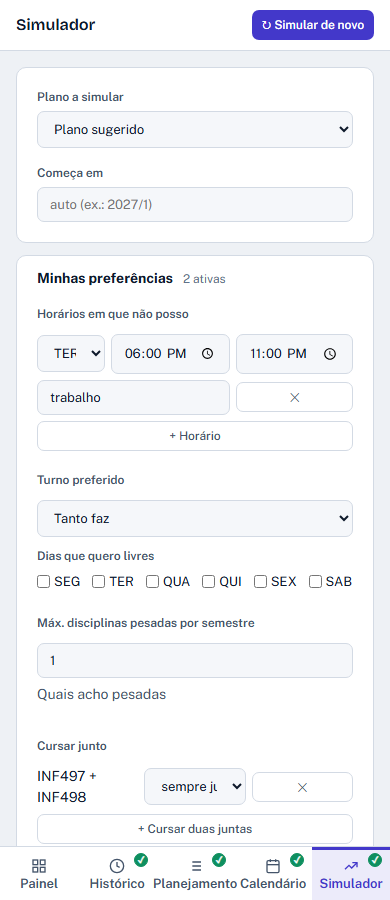 Simulador
↻ Simular de novo
Plano a simular
Plano sugerido
Começa em
auto (ex.: 2027/1)
Minhas preferências 2 ativas
Horários em que não posso
TER 06:00 PM 11:00 PM
trabalho ×
+ Horário
Turno preferido
Tanto faz
Dias que quero livres
SEG TER QUA QUI SEX SAB
Máx. disciplinas pesadas por semestre
1
Quais acho pesadas
Cursar junto
INF497 +
INF498
sempre ju ×
+ Cursar duas juntas
Painel Histórico Planejamento Calendário Simulador